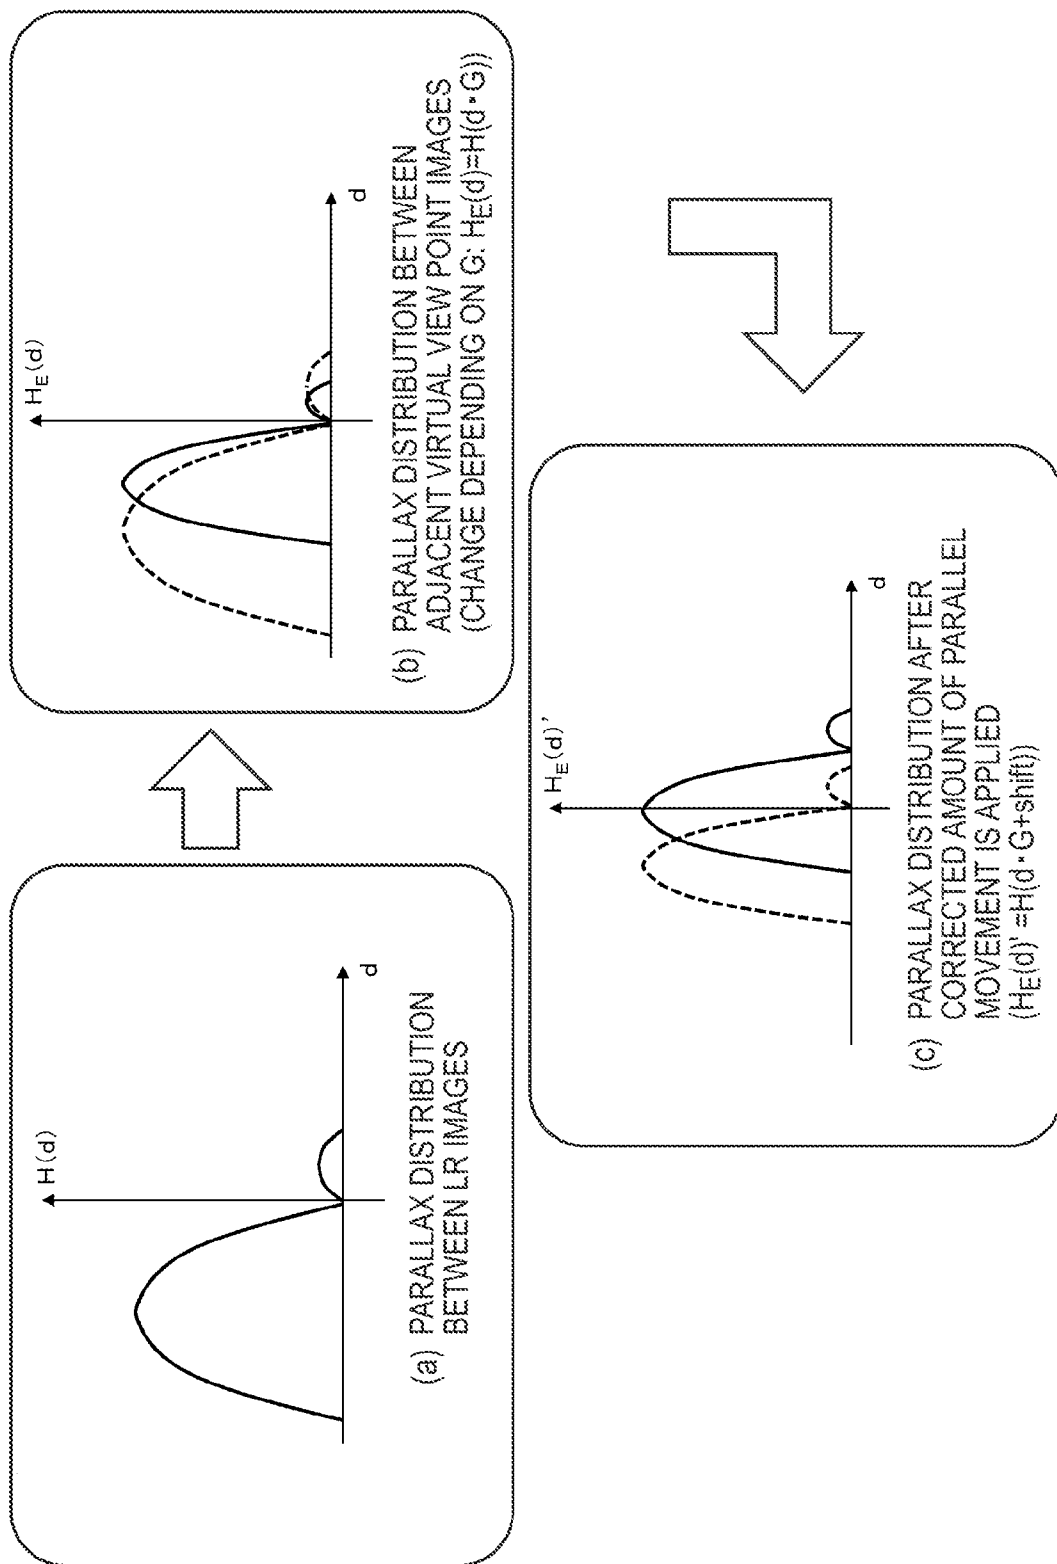 H(d)
d
(a) PARALLAX DISTRIBUTION
BETWEEN LR IMAGES
H_E(d)
d
(b) PARALLAX DISTRIBUTION BETWEEN
ADJACENT VIRTUAL VIEW POINT IMAGES
(CHANGE DEPENDING ON G: H_E(d)=H(d・G))
H_E(d)'
d
(c) PARALLAX DISTRIBUTION AFTER
CORRECTED AMOUNT OF PARALLEL
MOVEMENT IS APPLIED
(H_E(d)' =H(d・G+shift))